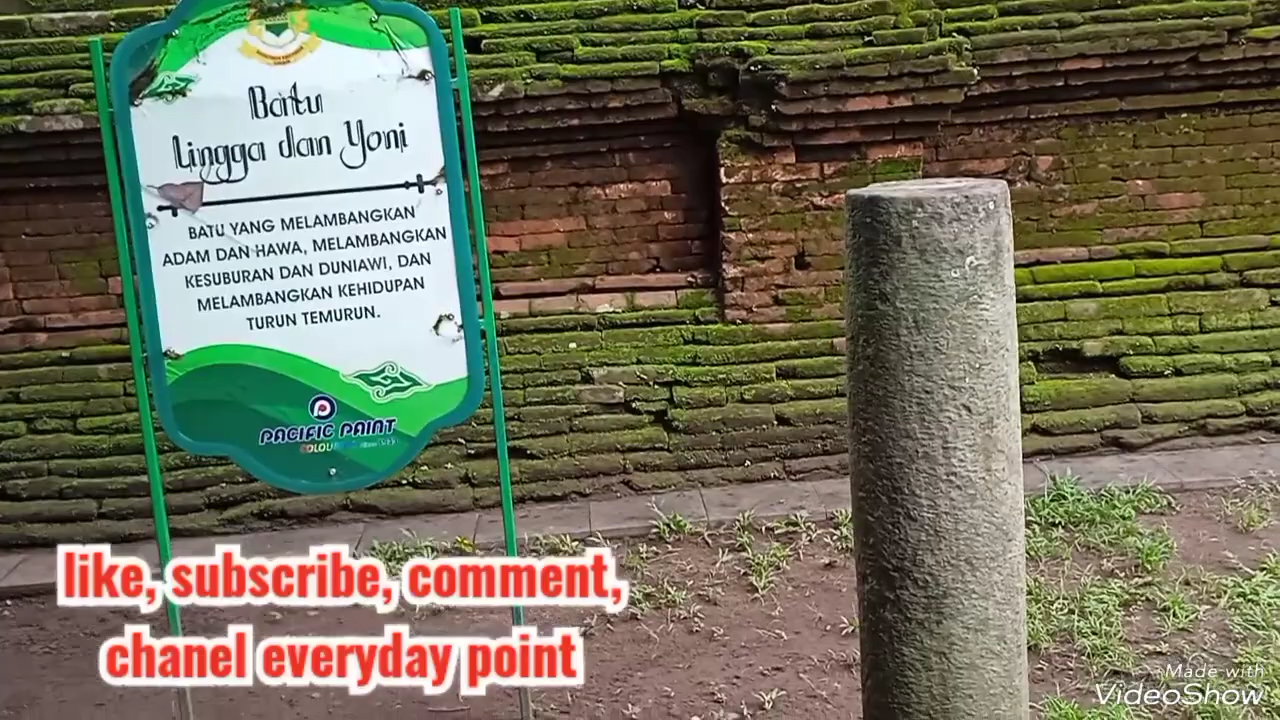 Batu
Lingga dan Yoni
BATU YANG MELAMBANGKAN
ADAM DAN HAWA, MELAMBANGKAN
KESUBURAN DAN DUNIAWI, DAN
MELAMBANGKAN KEHIDUPAN
TURUN TEMURUN.
PACIFIC PAINT
like, subscribe, comment,
chanel everyday point
Made with
VideoShow